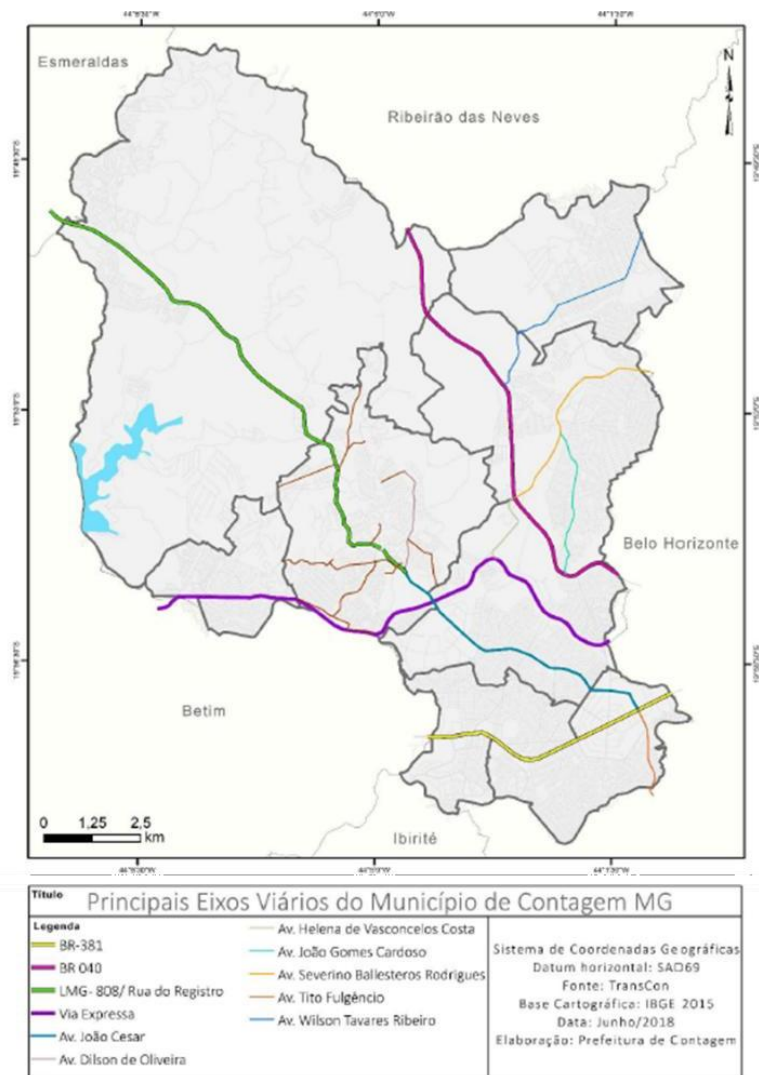 Esmeraldas
N
Ribeirão das Neves
Belo Horizonte
Betim
0 1,25 2,5
km
Ibirité
Título
Principais Eixos Viários do Município de Contagem MG
Legenda
BR-381
BR 040
LMG- 808/ Rua do Registro
Via Expressa
Av. João Cesar
Av. Dilson de Oliveira
Av. Helena de Vasconcelos Costa
Av. João Gomes Cardoso
Av. Severino Ballesteros Rodrigues
Av. Tito Fulgêncio
Av. Wilson Tavares Ribeiro
Sistema de Coordenadas Geográficas
Datum horizontal: SAD69
Fonte: TransCon
Base Cartográfica: IBGE 2015
Data: Junho/2018
Elaboração: Prefeitura de Contagem